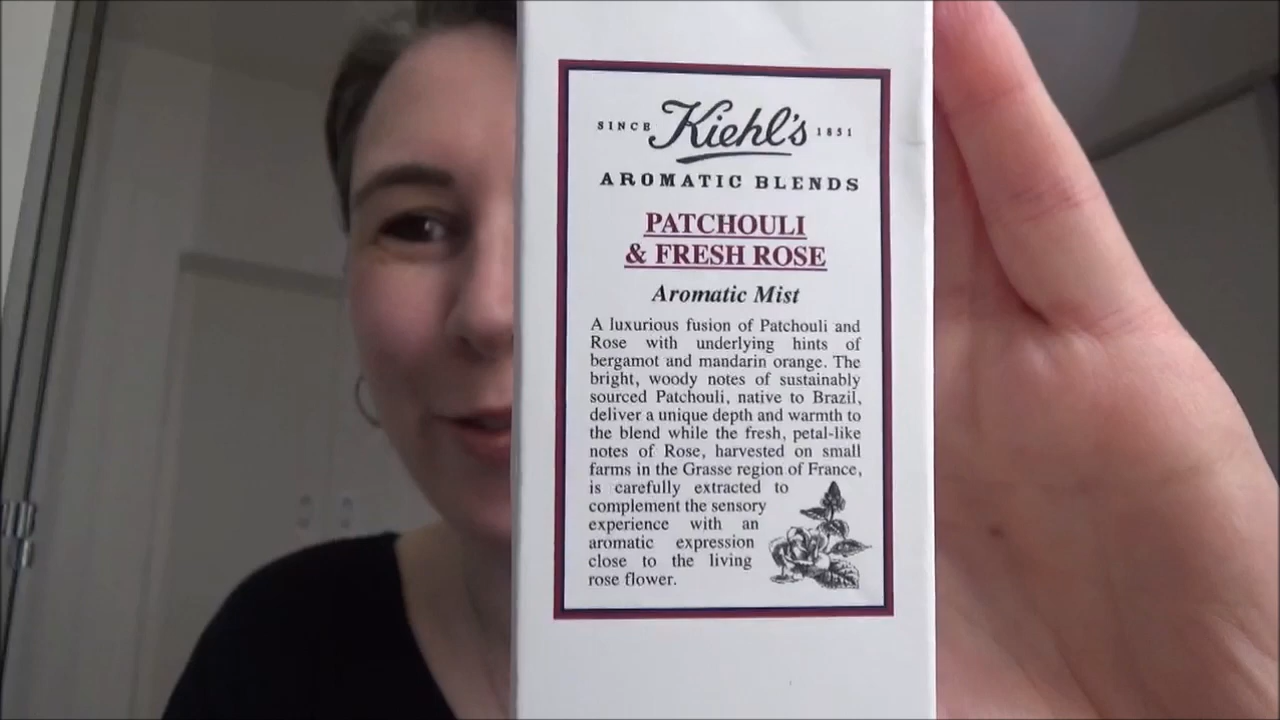 SINCE Kiehl's 1851
AROMATIC BLENDS
PATCHOULI
& FRESH ROSE
Aromatic Mist
A luxurious fusion of Patchouli and
Rose with underlying hints of
bergamot and mandarin orange. The
bright, woody notes of sustainably
sourced Patchouli, native to Brazil,
deliver a unique depth and warmth to
the blend while the fresh, petal-like
notes of Rose, harvested on small
farms in the Grasse region of France,
is carefully extracted to
complement the sensory
experience with an
aromatic expression
close to the living
rose flower.